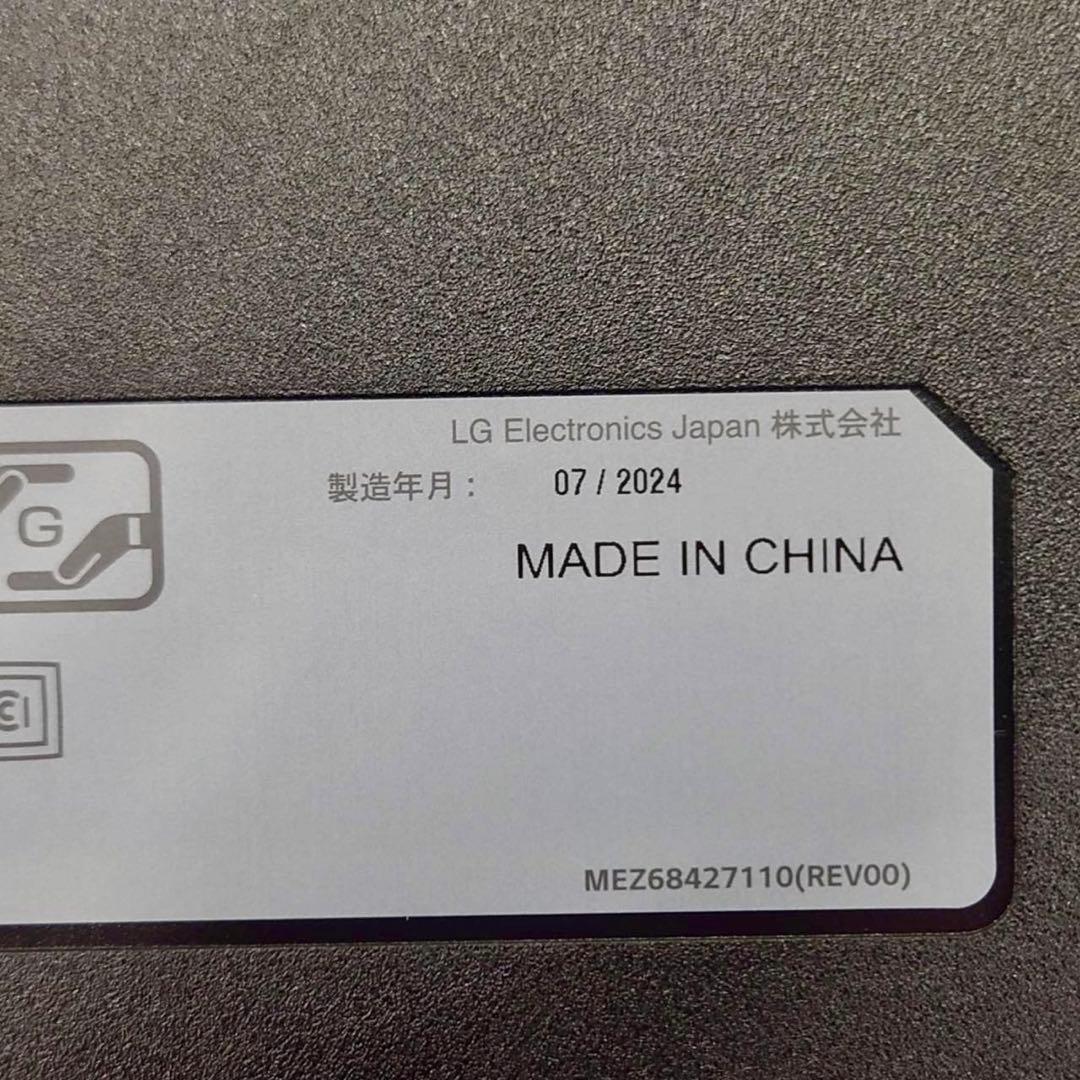 LG Electronics Japan 株式会社
製造年月： 07 / 2024
G
MADE IN CHINA
MEZ68427110(REV00)